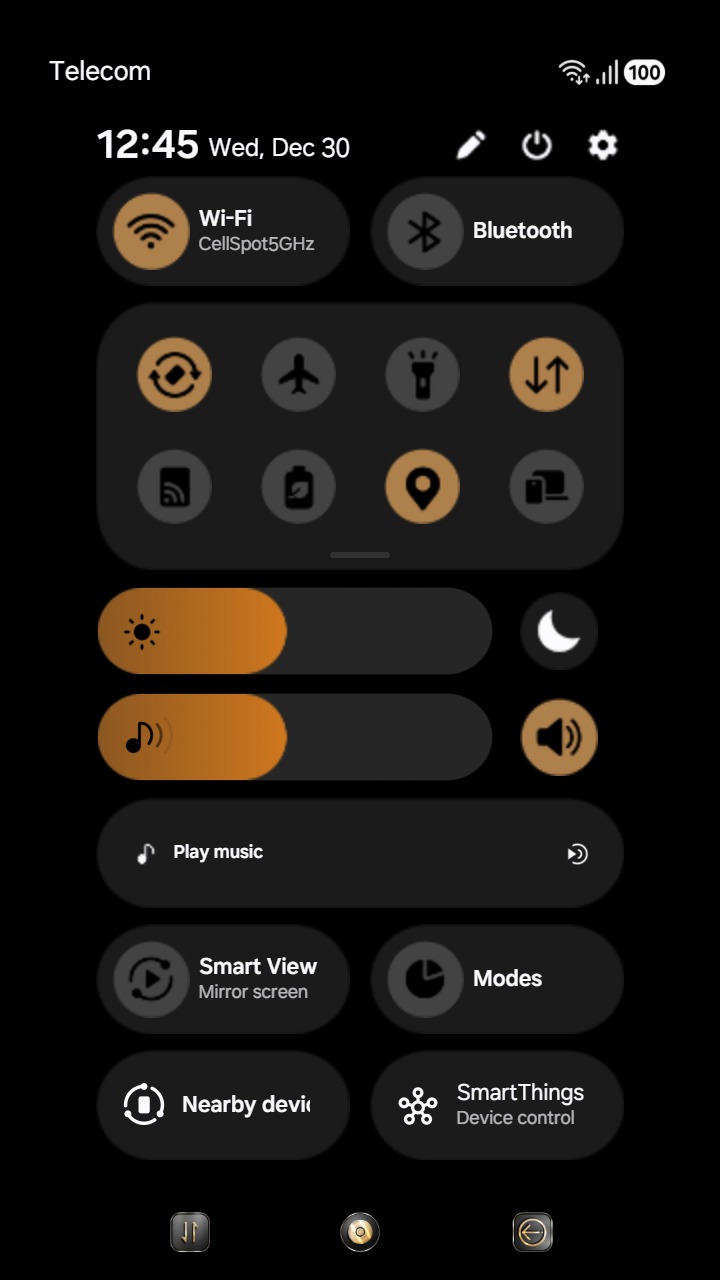 Telecom
100
12:45 Wed, Dec 30
Wi-Fi
CellSpot5GHz
Bluetooth
Play music
Smart View
Mirror screen
Modes
Nearby devi
SmartThings
Device control